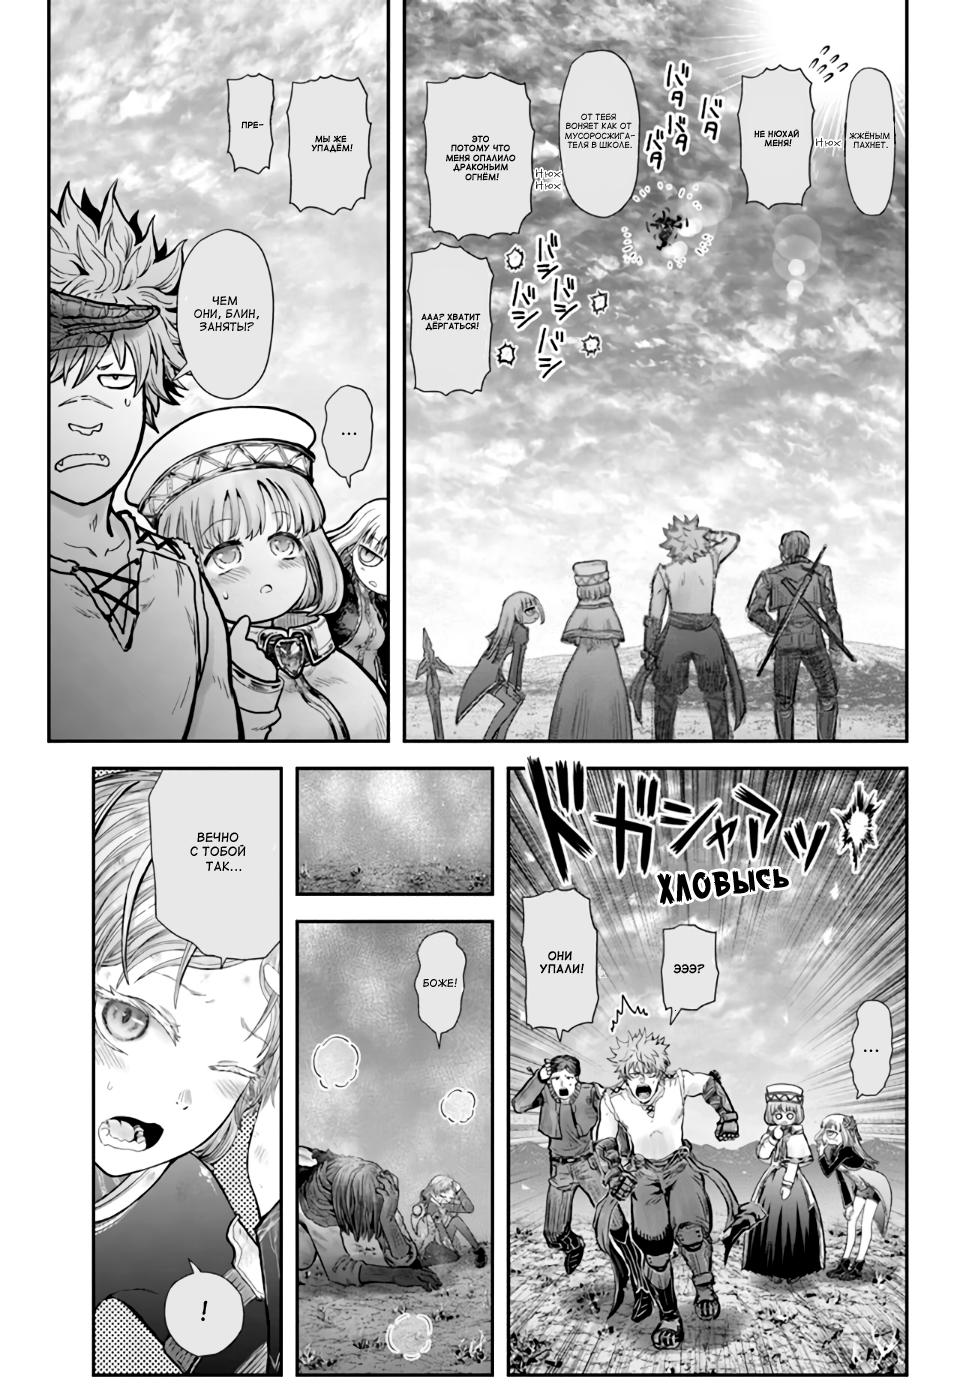 ЖЖЁНЫМ
ПАХНЕТ.
Нюх
НЕ НЮХАЙ
МЕНЯ!
バタ
バタ
バタ
ОТ ТЕБЯ
ВОНЯЕТ КАК ОТ
МУСОРОСЖИГА-
ТЕЛЯ В ШКОЛЕ.
Нюх
Нюх
ЭТО
ПОТОМУ ЧТО
МЕНЯ ОПАЛИЛО
ДРАКОНЬИМ
ОГНЁМ!
バシ
バシ
バシ
バシ
ААА? ХВАТИТ
ДЁРГАТЬСЯ!
МЫ ЖЕ
УПАДЁМ!
ПРЕ-
ЧЕМ
ОНИ, БЛИН,
ЗАНЯТЫ?
...
ドガシャアッ
ХЛОВЫСЬ
...
ЭЭЭ?
ОНИ
УПАЛИ!
БОЖЕ!
ВЕЧНО
С ТОБОЙ
ТАК...
!